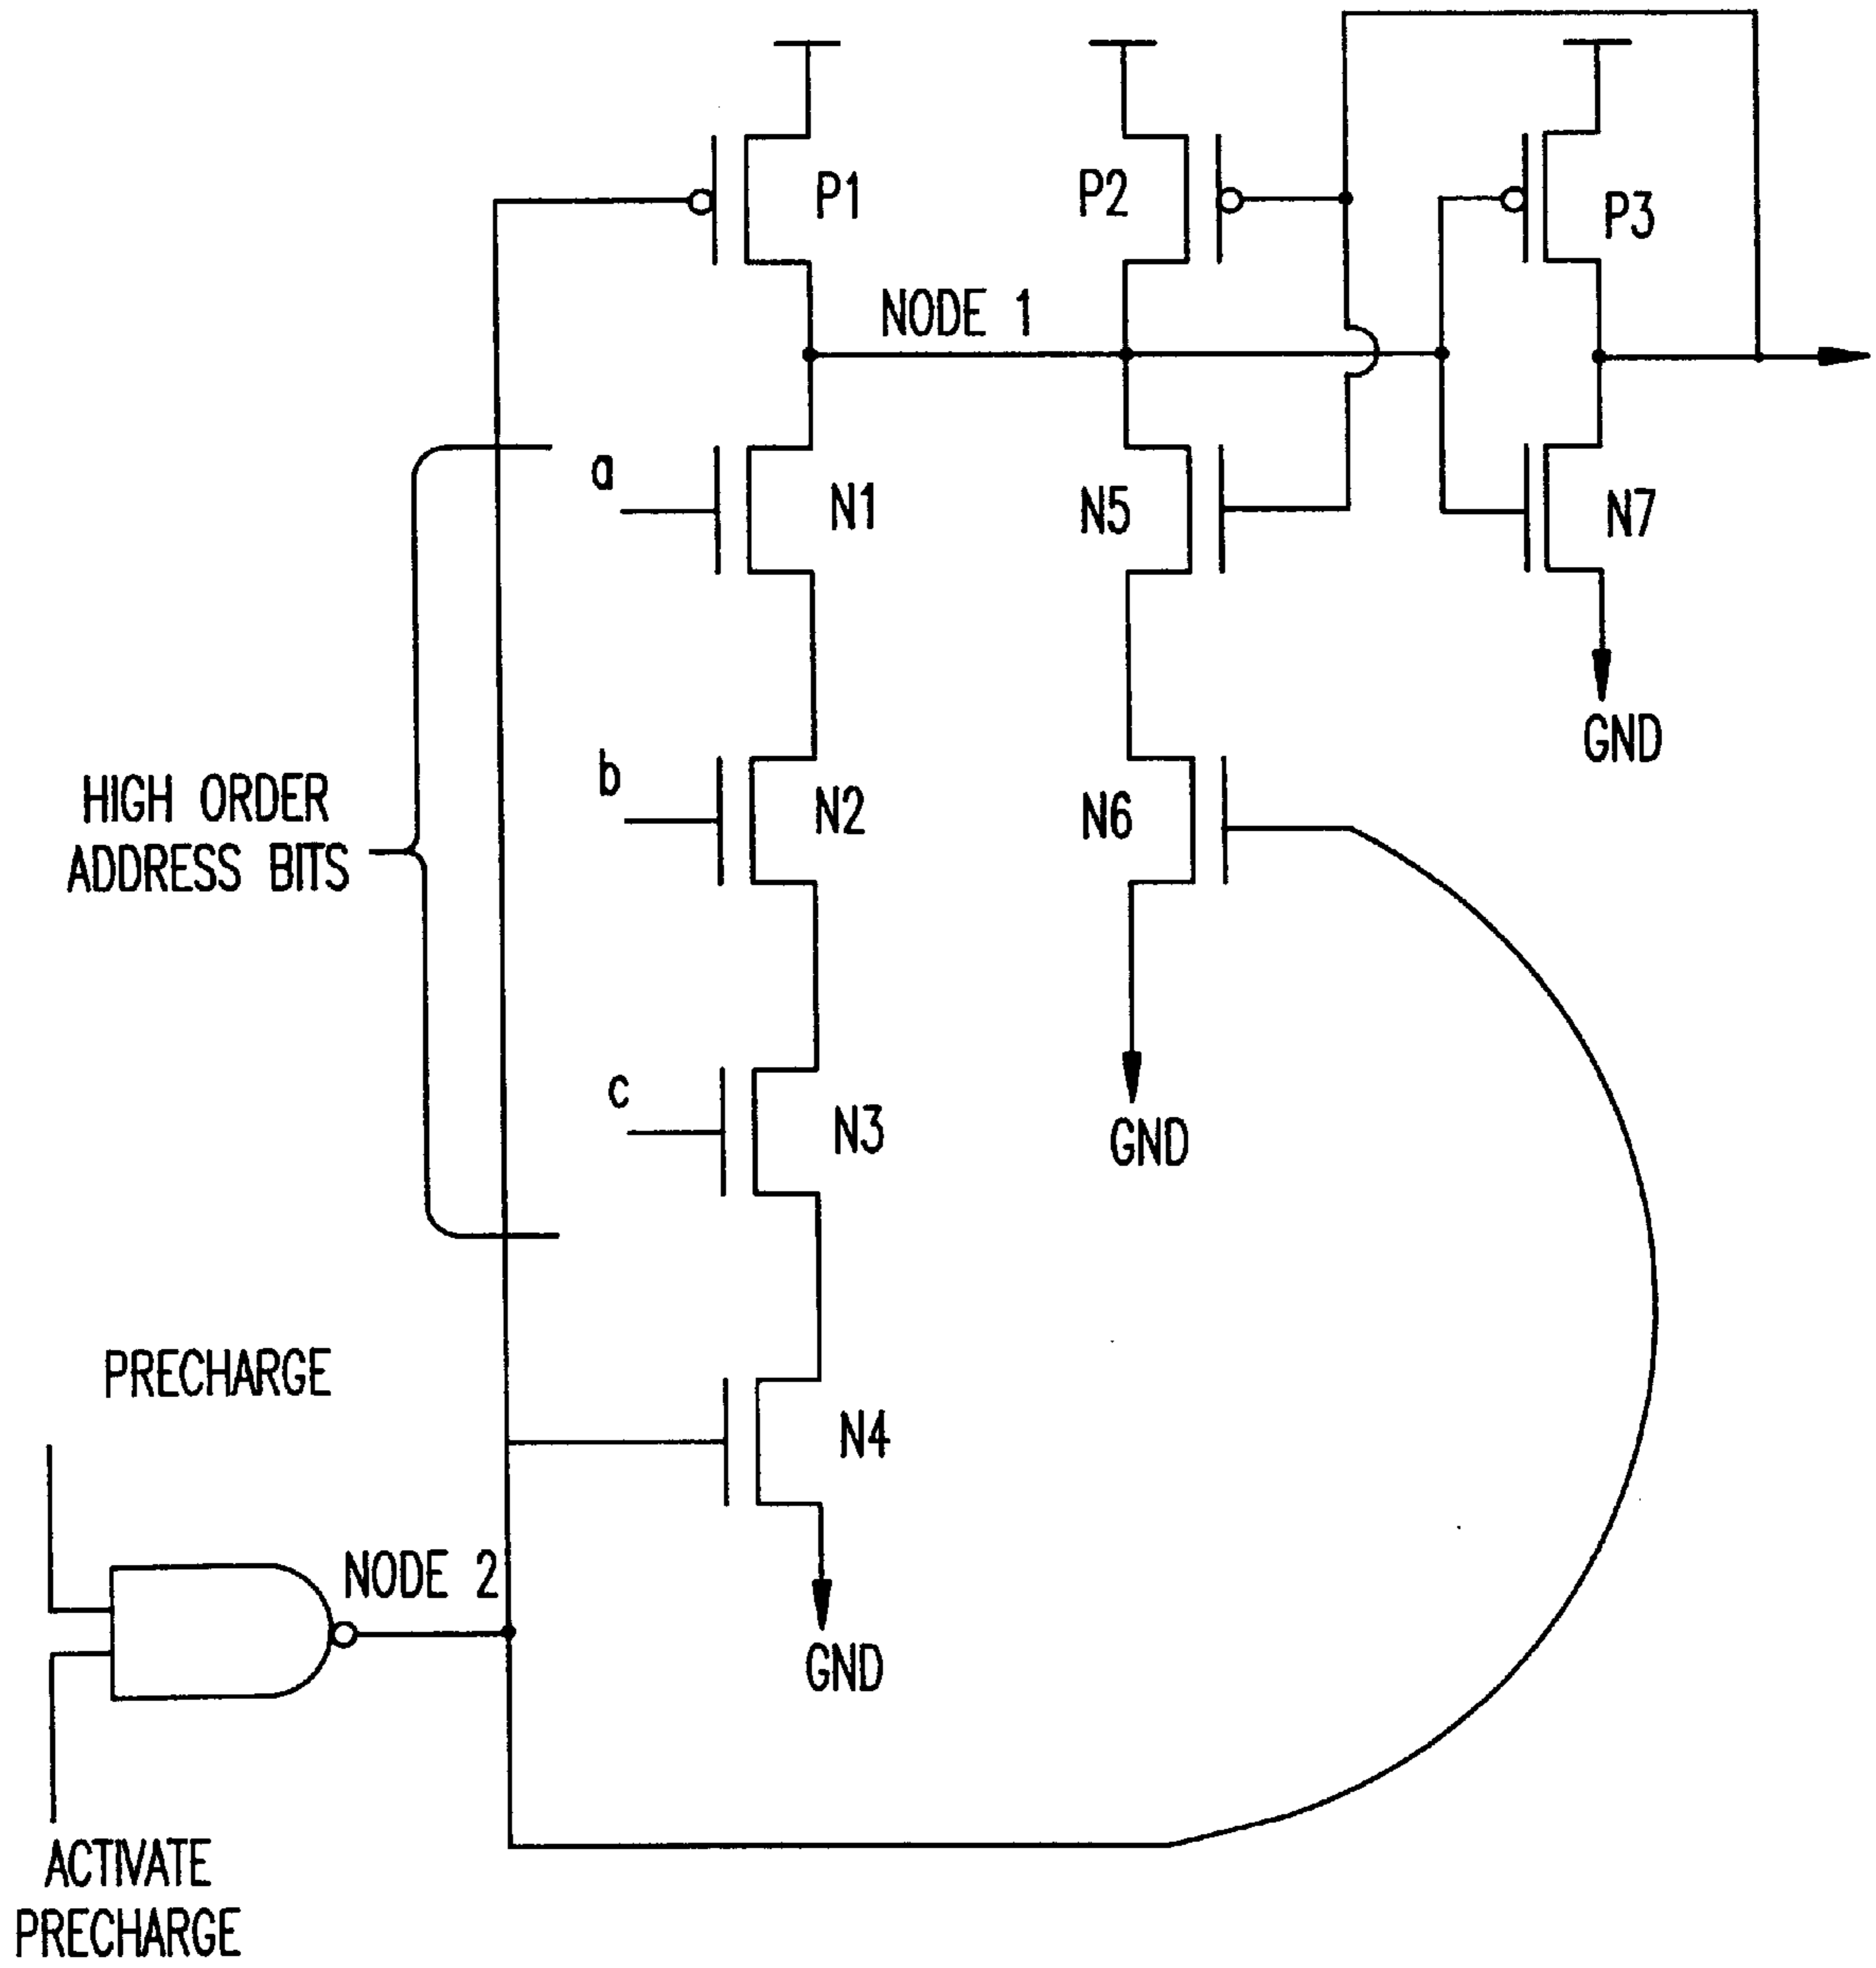 P1
P2
P3
NODE 1
a
N1
N5
N7
GND
b
HIGH ORDER
ADDRESS BITS
N2
N6
c
N3
GND
PRECHARGE
N4
NODE 2
GND
ACTIVATE
PRECHARGE